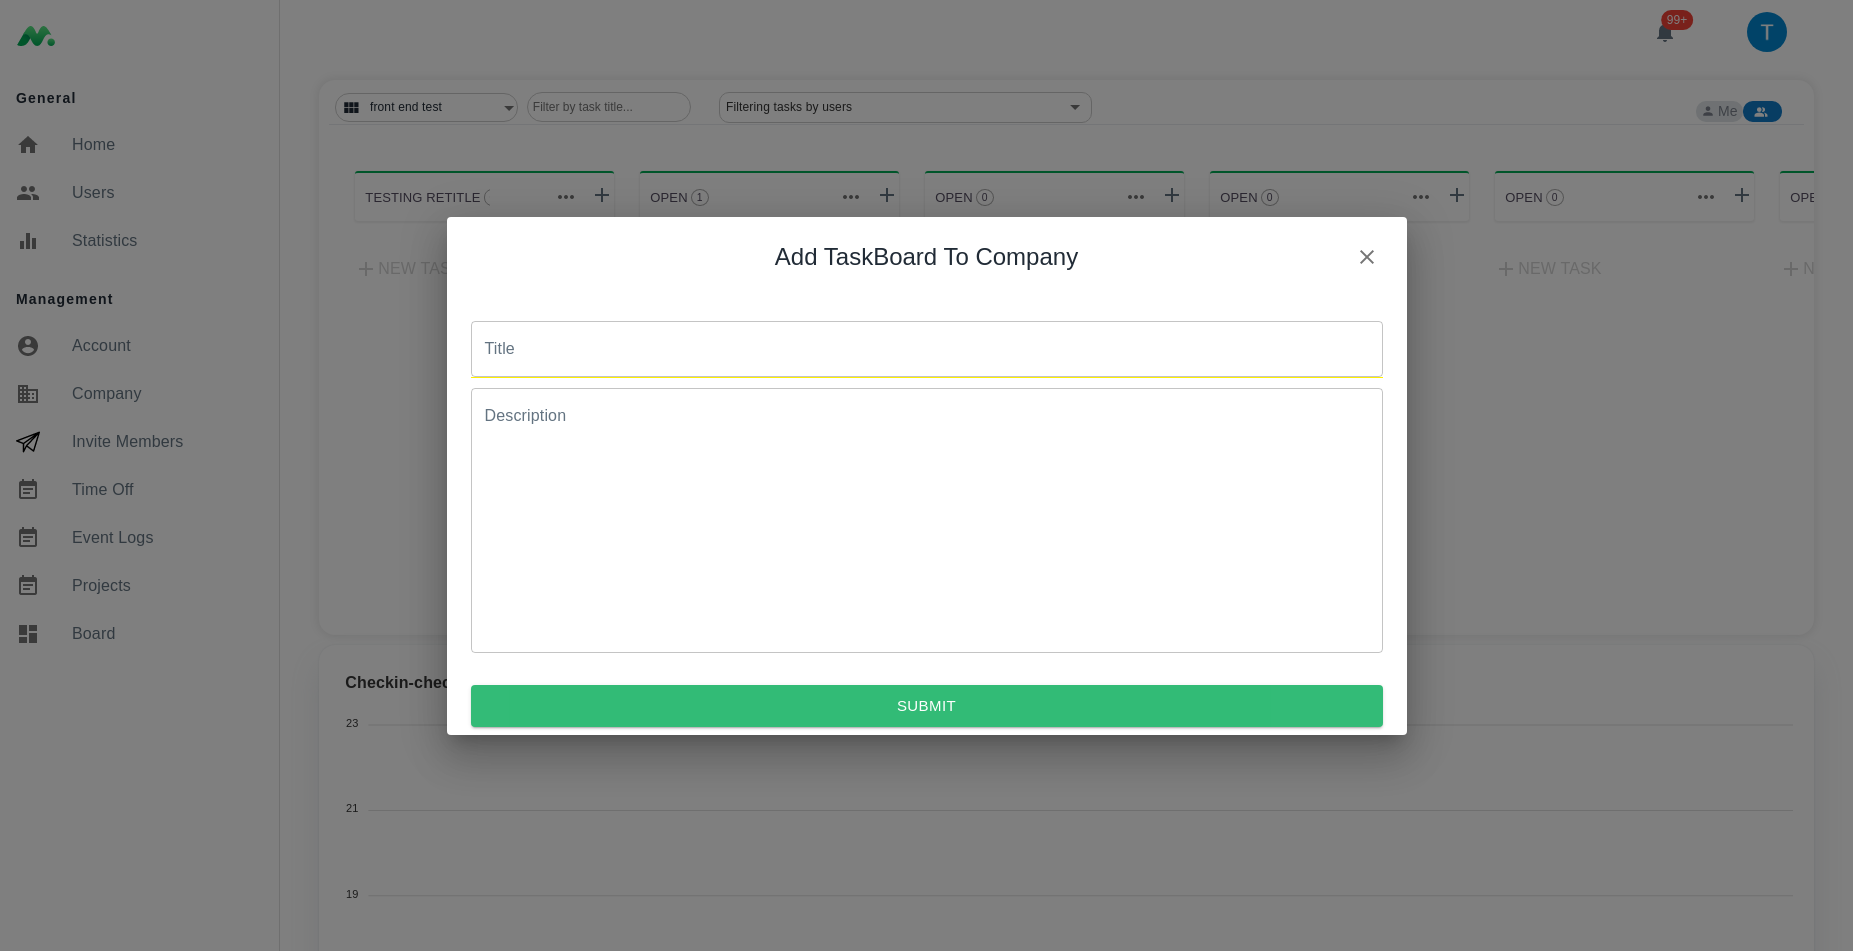 99+
T
General
Home
Users
Statistics
Management
Account
Company
Invite Members
Time Off
Event Logs
Projects
Board
front end test
Filter by task title...
Filtering tasks by users
Me
TESTING RETITLE
OPEN 1
OPEN 0
OPEN 0
OPEN 0
OPE
NEW TAS
NEW TASK
N
Add TaskBoard To Company
Title
Description
SUBMIT
Checkin-chec
23
21
19